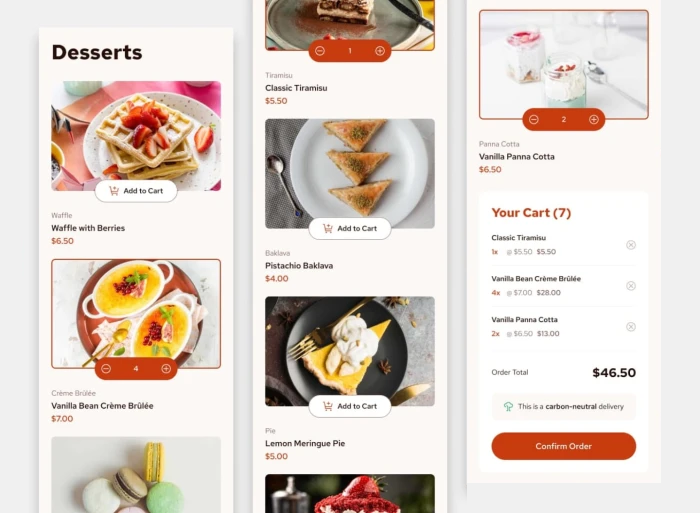 Desserts
Add to Cart
Waffle
Waffle with Berries
$6.50
4
Crème Brûlée
Vanilla Bean Crème Brûlée
$7.00
1
Tiramisu
Classic Tiramisu
$5.50
Add to Cart
Baklava
Pistachio Baklava
$4.00
Add to Cart
Pie
Lemon Meringue Pie
$5.00
2
Panna Cotta
Vanilla Panna Cotta
$6.50
Your Cart (7)
Classic Tiramisu
1x @ $5.50 $5.50
Vanilla Bean Crème Brûlée
4x @ $7.00 $28.00
Vanilla Panna Cotta
2x @ $6.50 $13.00
Order Total $46.50
This is a carbon-neutral delivery
Confirm Order